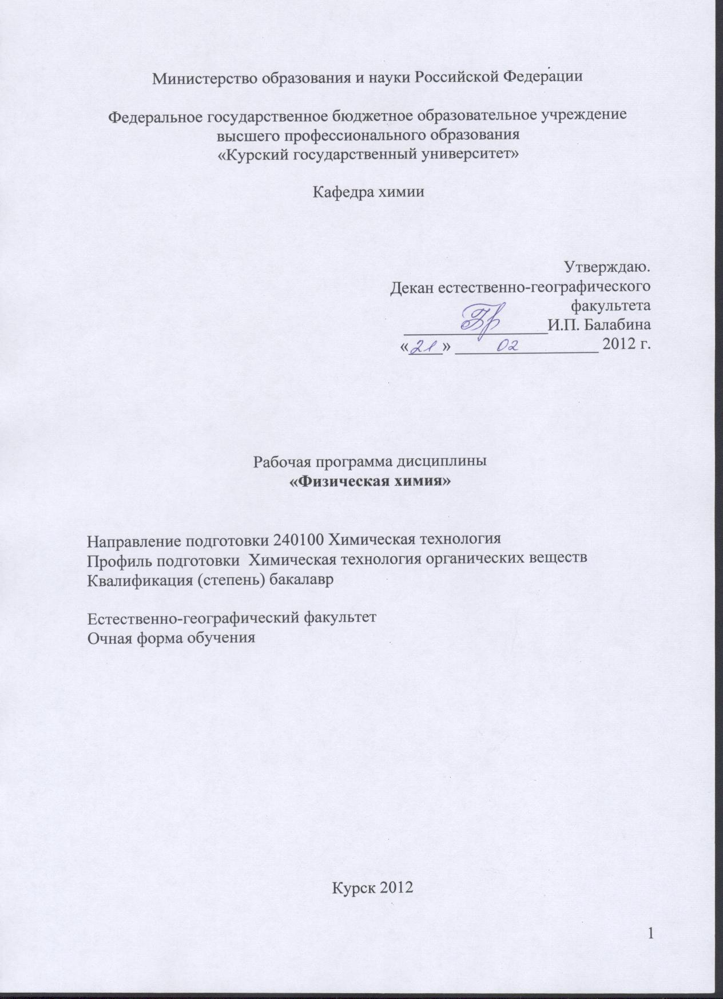 Министерство образования и науки Российской Федерации
Федеральное государственное бюджетное образовательное учреждение
высшего профессионального образования
«Курский государственный университет»
Кафедра химии
Утверждаю.
Декан естественно-географического
факультета
И.П. Балабина
«21» 02 2012 г.
Рабочая программа дисциплины
«Физическая химия»
Направление подготовки 240100 Химическая технология
Профиль подготовки Химическая технология органических веществ
Квалификация (степень) бакалавр
Естественно-географический факультет
Очная форма обучения
Курск 2012
1